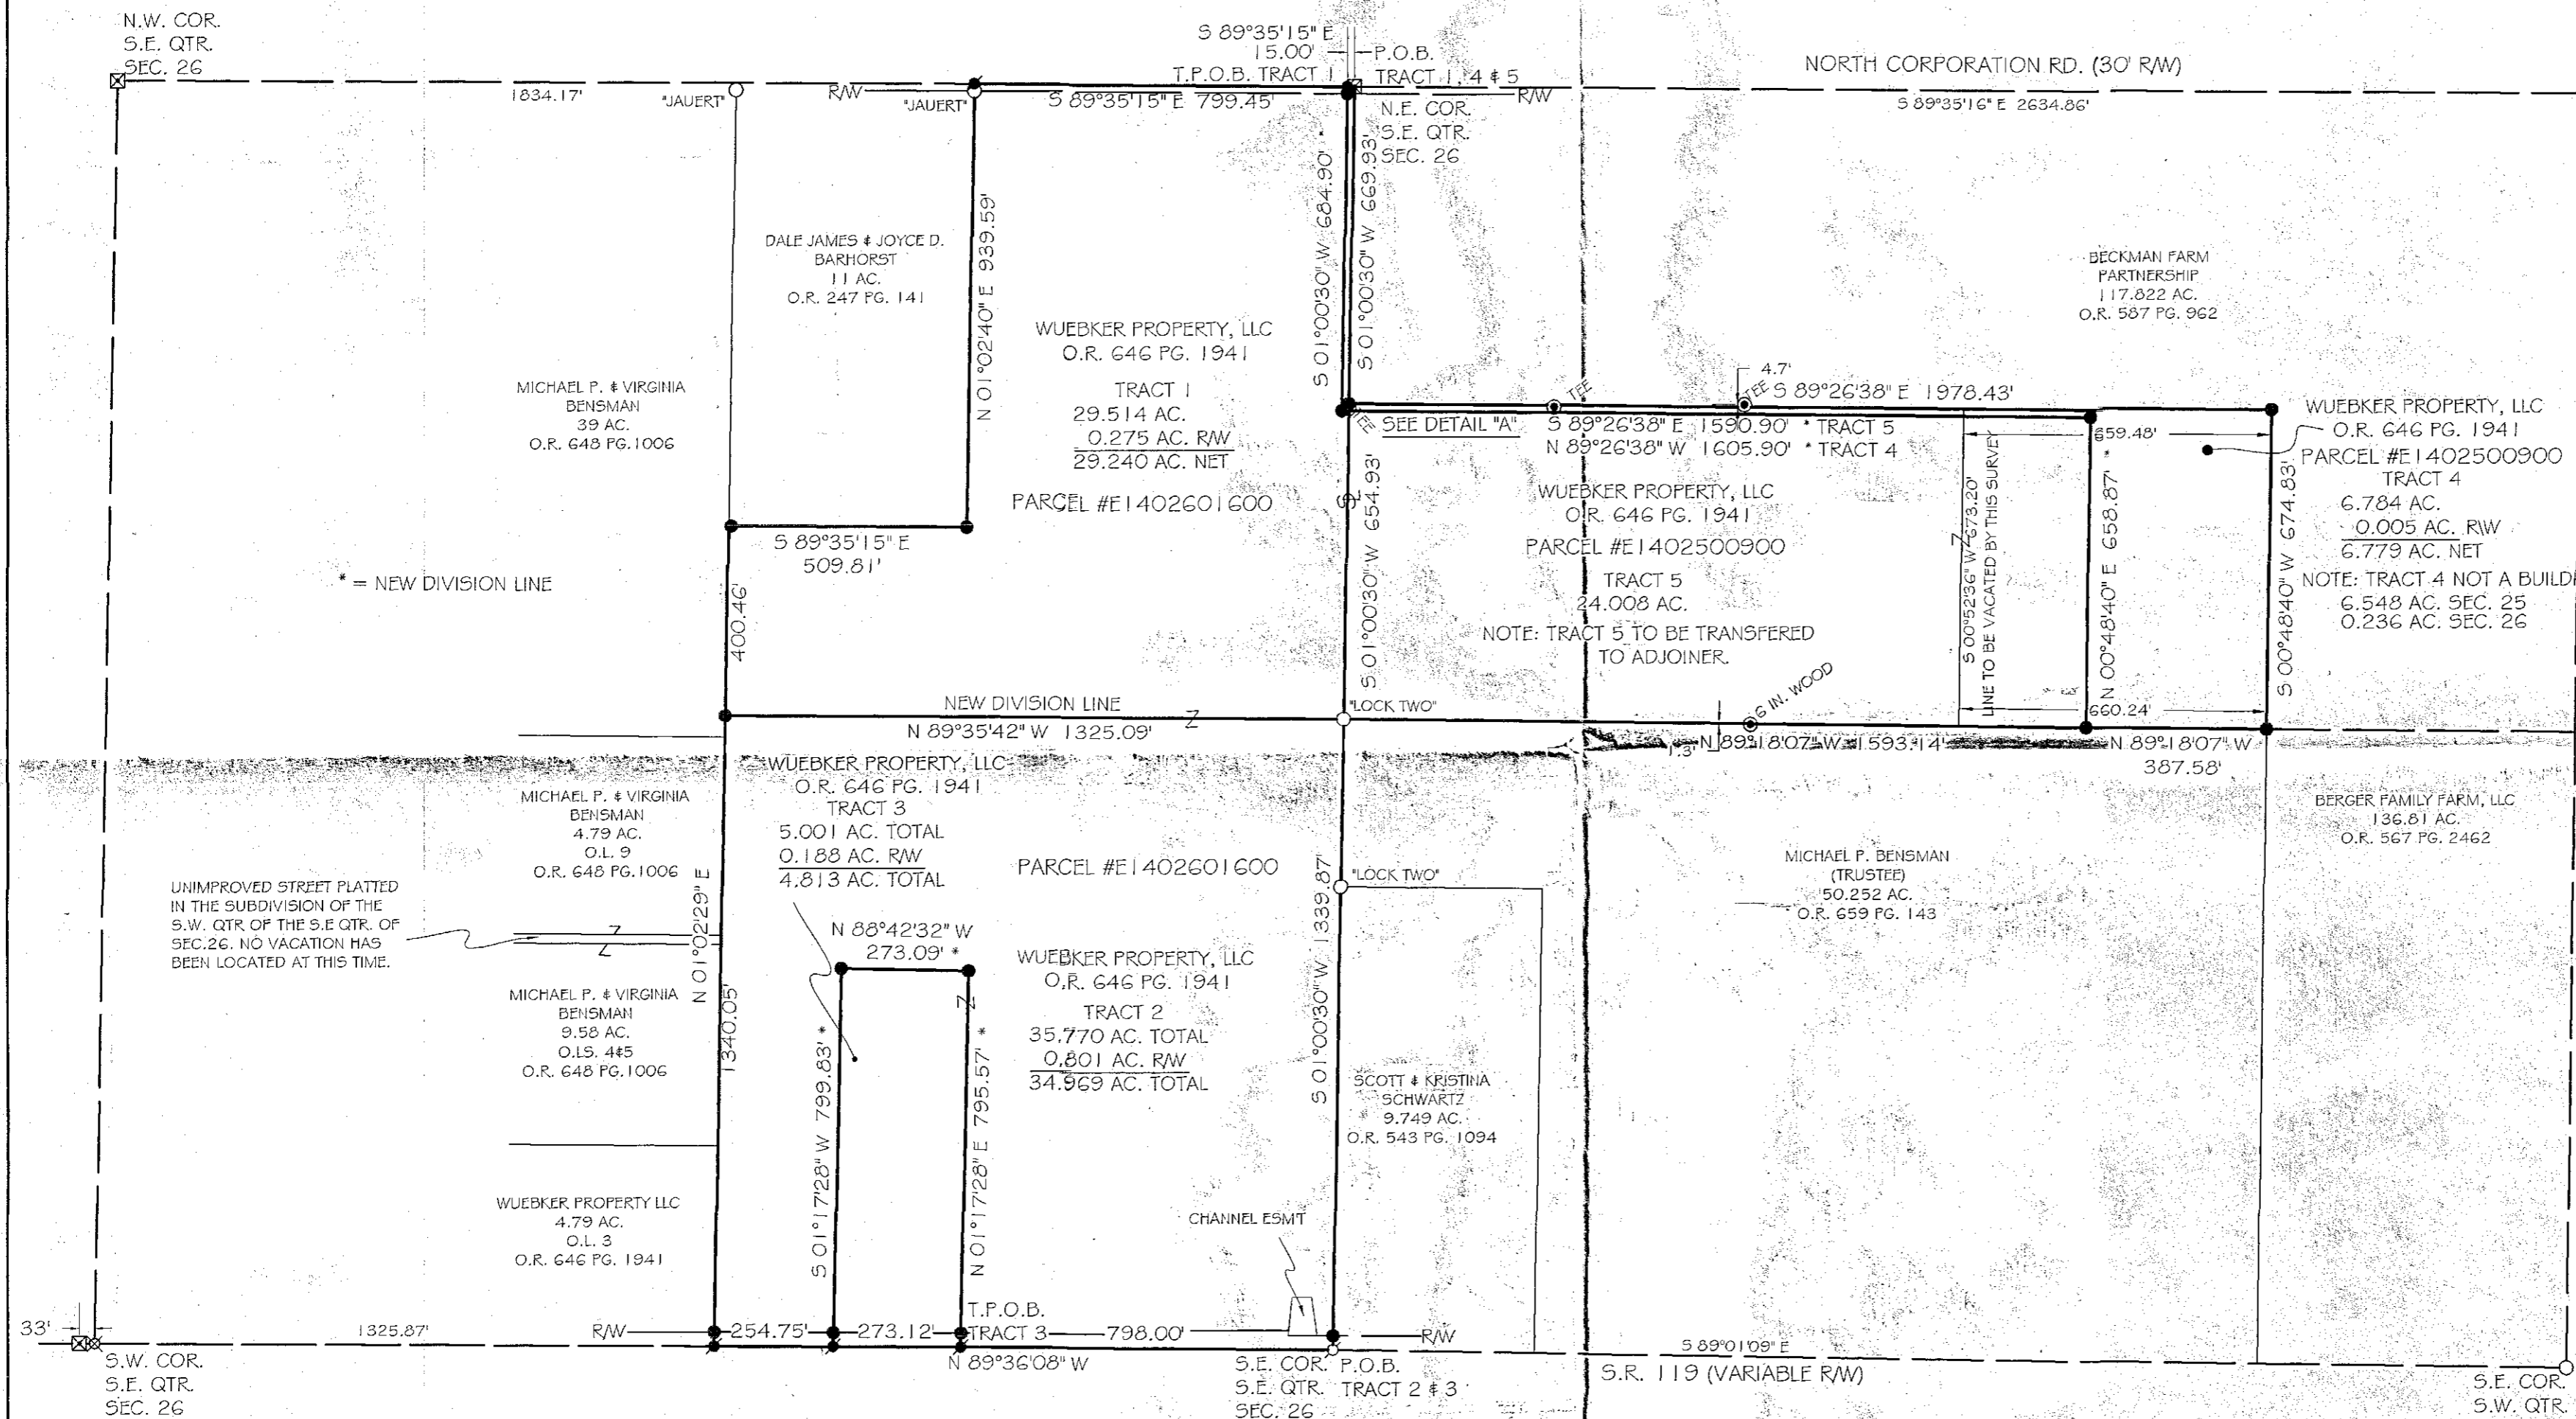 N.W. COR.
S.E. QTR.
SEC. 26
S 89°35'15" E
15.00'
P.O.B.
T.P.O.B. TRACT 1
TRACT 1, 4 & 5
NORTH CORPORATION RD. (30' R/W)
1834.17'
"JAUERT"
R/W
"JAUERT"
S 89°35'15" E 799.45'
R/W
S 89°35'16" E 2634.86'
N.E. COR.
S.E. QTR.
SEC. 26
S 01°00'30" W 684.90' *
S 01°00'30" W 669.93'
N 01°02'40" E 939.59'
DALE JAMES & JOYCE D.
BARHORST
11 AC.
O.R. 247 PG. 141
BECKMAN FARM
PARTNERSHIP
117.822 AC.
O.R. 587 PG. 962
WUEBKER PROPERTY, LLC
O.R. 646 PG. 1941
TRACT 1
29.514 AC.
0.275 AC. R/W
29.240 AC. NET
PARCEL #E1402601600
MICHAEL P. & VIRGINIA
BENSMAN
39 AC.
O.R. 648 PG.1006
TEE
4.7'
TEE
S 89°26'38" E 1978.43'
TEE
SEE DETAIL "A"
S 89°26'38" E 1590.90' * TRACT 5
N 89°26'38" W 1605.90' * TRACT 4
659.48'
WUEBKER PROPERTY, LLC
O.R. 646 PG. 1941
PARCEL #E1402500900
TRACT 4
6.784 AC.
0.005 AC. R/W
6.779 AC. NET
NOTE: TRACT 4 NOT A BUILD
6.548 AC. SEC. 25
0.236 AC. SEC. 26
WUEBKER PROPERTY, LLC
O.R. 646 PG. 1941
PARCEL #E1402500900
TRACT 5
24.008 AC.
NOTE: TRACT 5 TO BE TRANSFERED
TO ADJOINER.
S 01°00'30" W 654.93'
S 00°52'36" W 673.20'
LINE TO BE VACATED BY THIS SURVEY
N 00°48'40" E 658.87' *
S 00°48'40" W 674.83'
S 89°35'15" E
509.81'
* = NEW DIVISION LINE
400.46'
NEW DIVISION LINE
N 89°35'42" W 1325.09'
"LOCK TWO"
6 IN. WOOD
660.24'
1.3'
N 89°18'07" W 1593.14'
N 89°18'07" W
387.58'
WUEBKER PROPERTY, LLC
O.R. 646 PG. 1941
TRACT 3
5.001 AC. TOTAL
0.188 AC. R/W
4.813 AC. TOTAL
MICHAEL P. & VIRGINIA
BENSMAN
4.79 AC.
O.L. 9
O.R. 648 PG.1006
PARCEL #E1402601600
"LOCK TWO"
BERGER FAMILY FARM, LLC
136.81 AC.
O.R. 567 PG. 2462
MICHAEL P. BENSMAN
(TRUSTEE)
50.252 AC.
O.R. 659 PG. 143
UNIMPROVED STREET PLATTED
IN THE SUBDIVISION OF THE
S.W. QTR OF THE S.E QTR. OF
SEC.26. NO VACATION HAS
BEEN LOCATED AT THIS TIME.
N 01°02'29" E
1340.05'
S 01°00'30" W 1339.87'
N 88°42'32" W
273.09' *
WUEBKER PROPERTY, LLC
O.R. 646 PG. 1941
TRACT 2
35.770 AC. TOTAL
0.801 AC. R/W
34.969 AC. TOTAL
MICHAEL P. & VIRGINIA
BENSMAN
9.58 AC.
O.LS. 4&5
O.R. 648 PG.1006
S 01°17'28" W 799.83' *
N 01°17'28" E 795.57' *
SCOTT & KRISTINA
SCHWARTZ
9.749 AC.
O.R. 543 PG. 1094
WUEBKER PROPERTY LLC
4.79 AC.
O.L. 3
O.R. 646 PG. 1941
CHANNEL ESMT
33'
1325.87'
R/W
254.75'
273.12'
T.P.O.B.
TRACT 3
798.00'
R/W
N 89°36'08" W
S 89°01'09" E
S.R. 119 (VARIABLE R/W)
S.W. COR.
S.E. QTR.
SEC. 26
S.E. COR.
S.E. QTR.
SEC. 26
P.O.B.
TRACT 2 & 3
S.E. COR.
S.W. QTR.